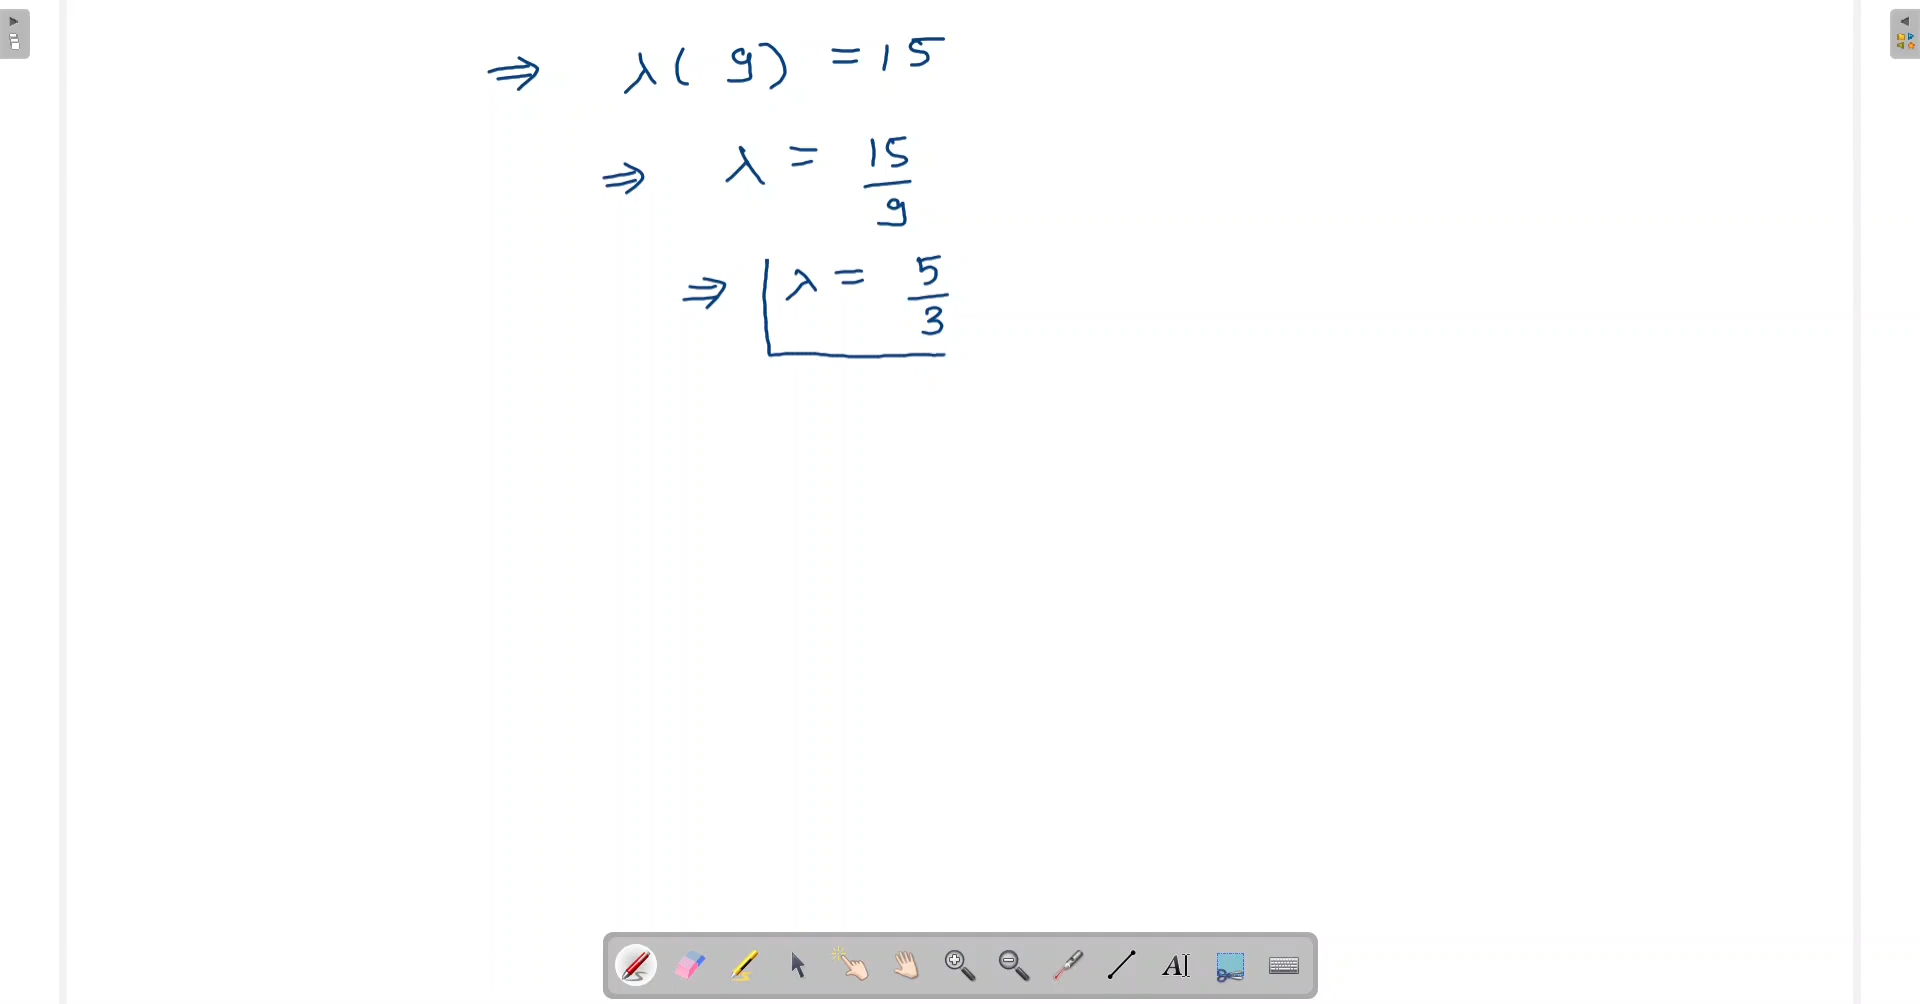 ⇒ λ( 9) = 15
⇒ λ = 15/9
⇒ λ = 5/3